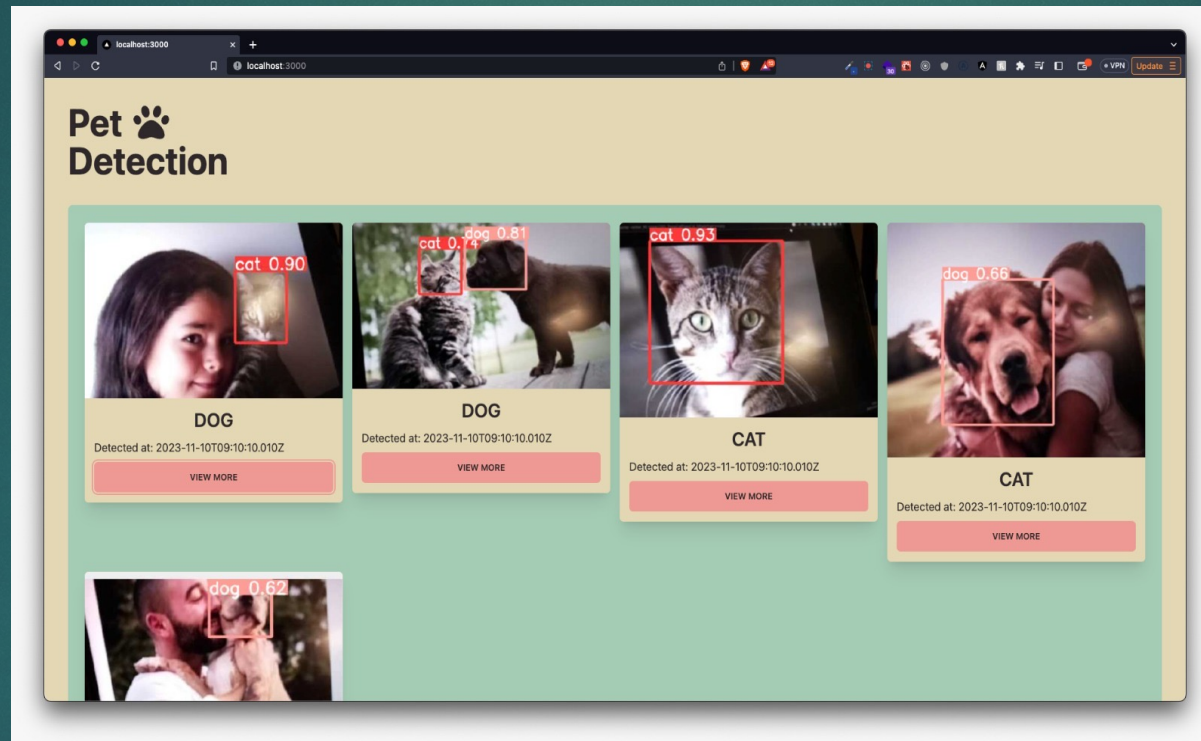 localhost:3000
localhost:3000
VPN
Update
Pet
Detection
cat 0.90
DOG
Detected at: 2023-11-10T09:10:10.010Z
VIEW MORE
cat 0.74
dog 0.81
DOG
Detected at: 2023-11-10T09:10:10.010Z
VIEW MORE
cat 0.93
CAT
Detected at: 2023-11-10T09:10:10.010Z
VIEW MORE
dog 0.66
CAT
Detected at: 2023-11-10T09:10:10.010Z
VIEW MORE
dog 0.62